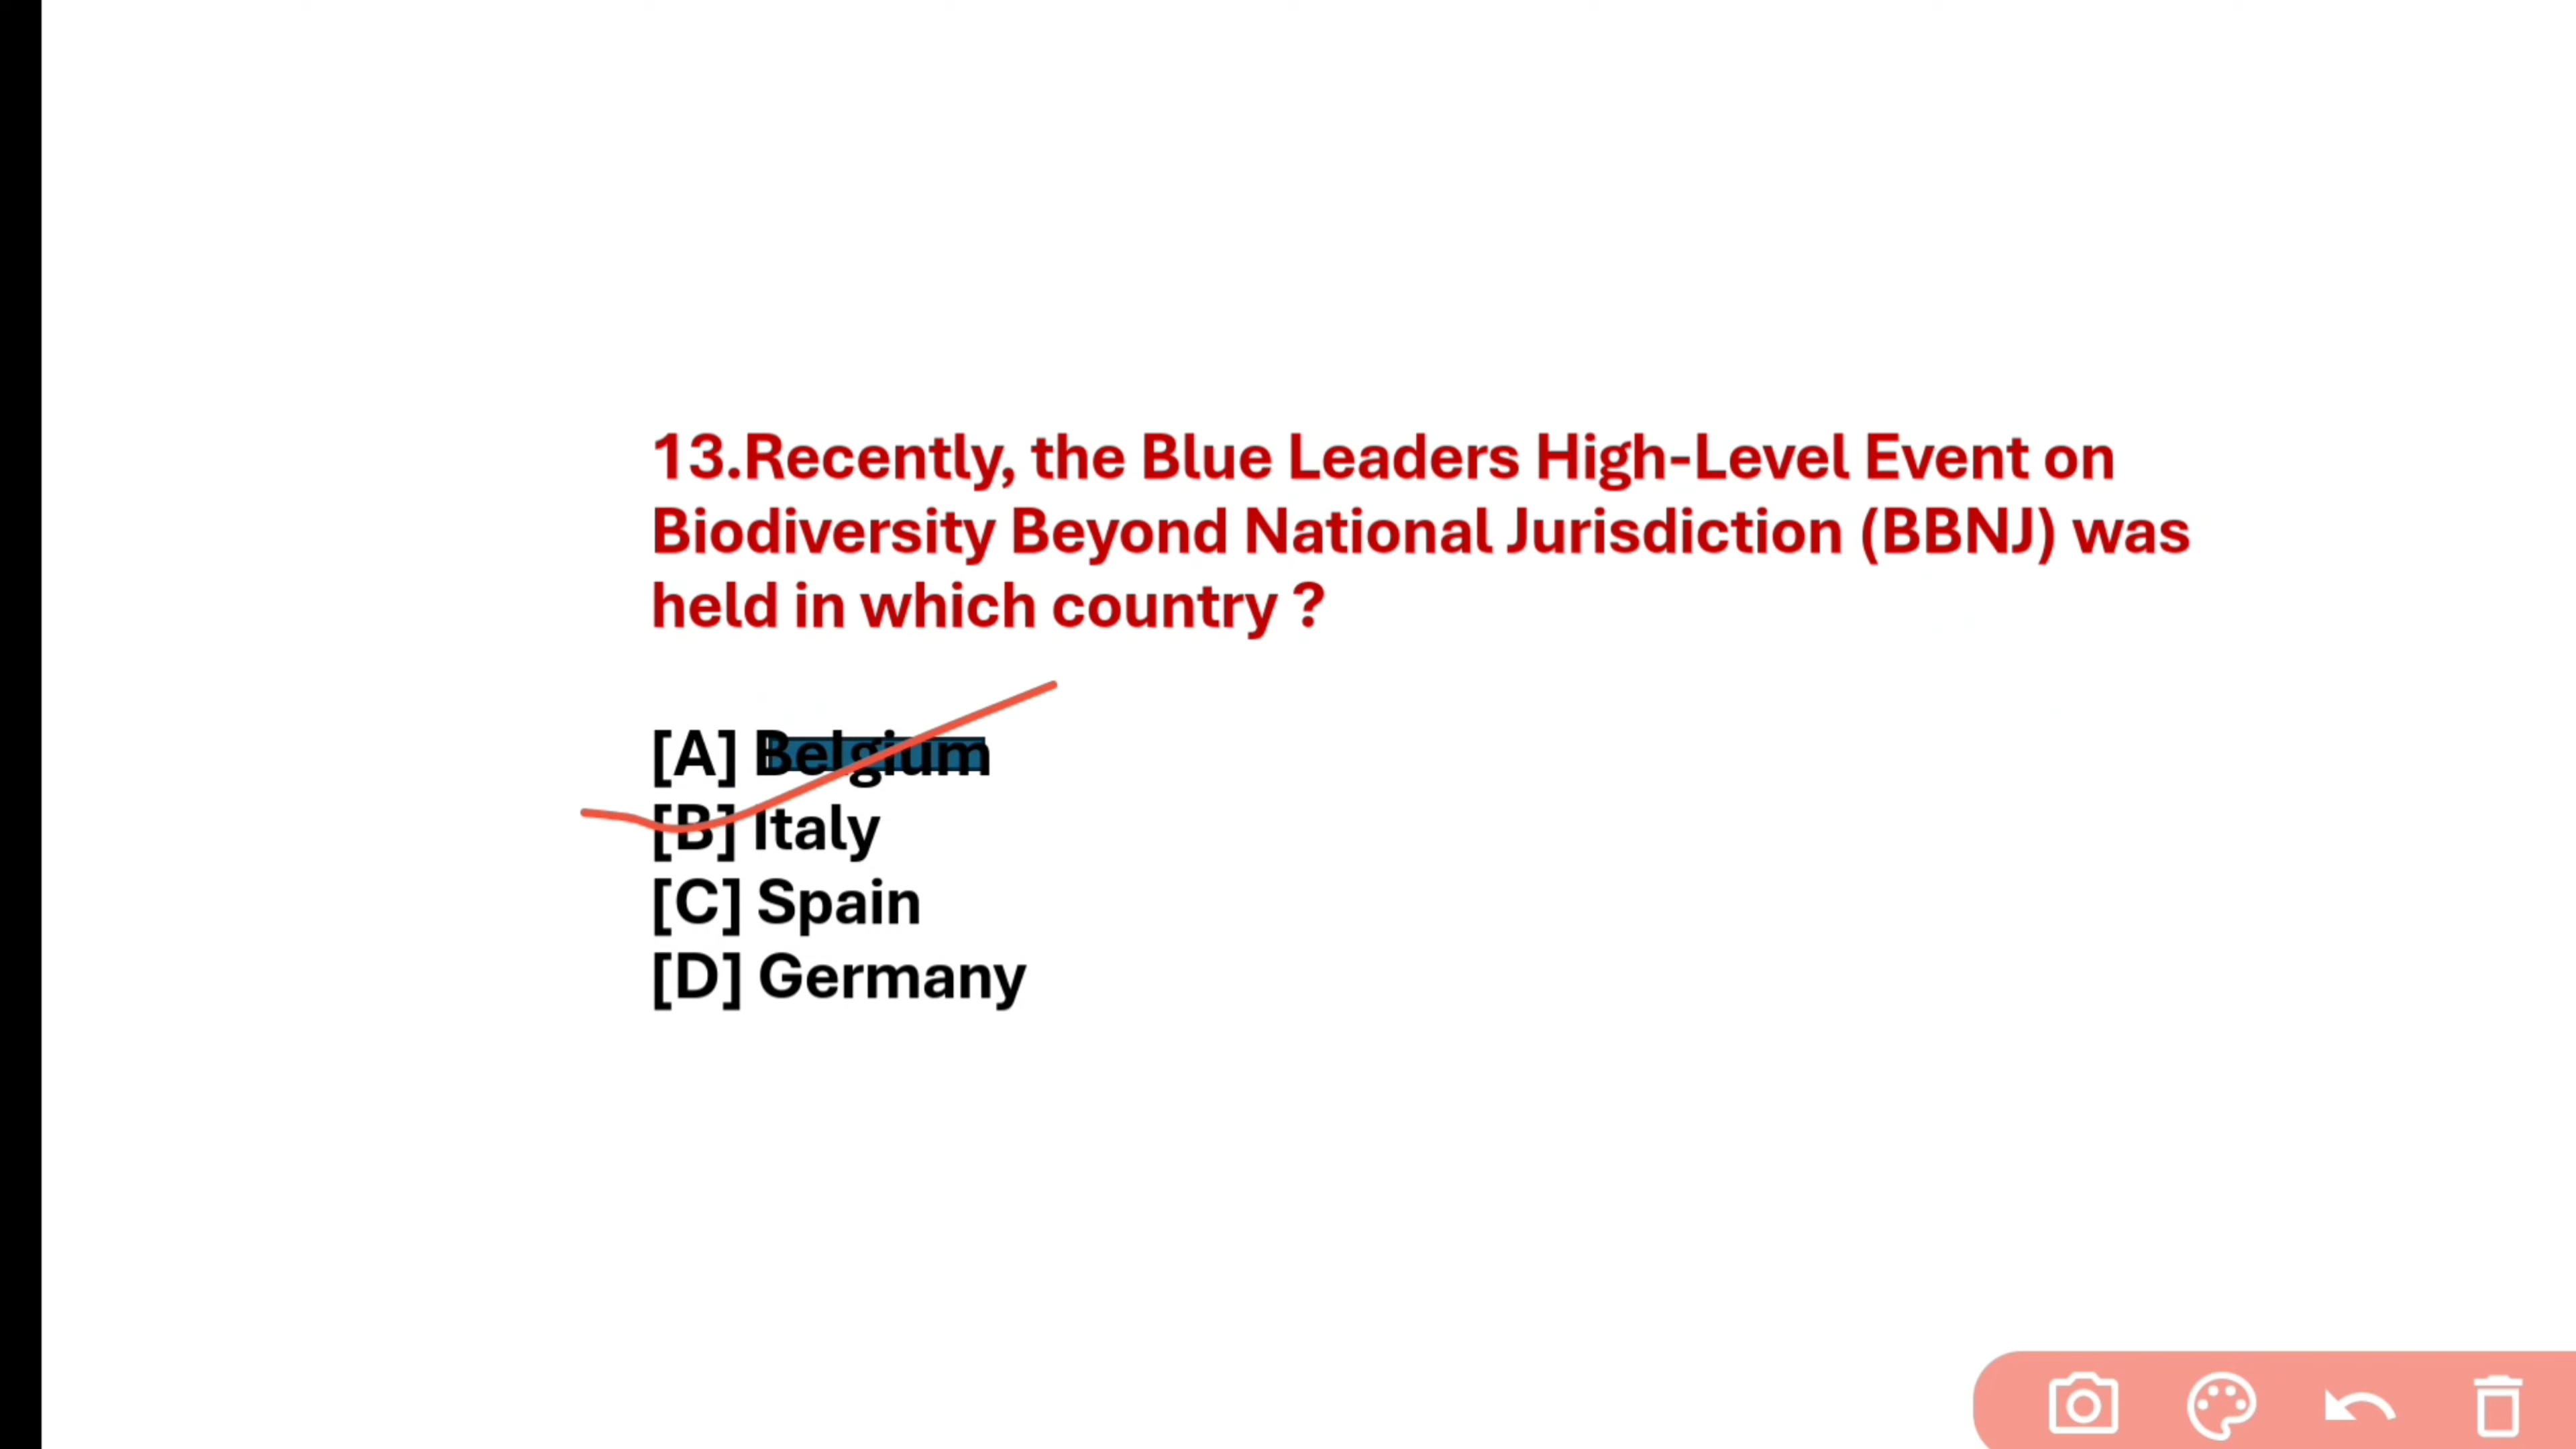 13.Recently, the Blue Leaders High-Level Event on
Biodiversity Beyond National Jurisdiction (BBNJ) was
held in which country ?
[A] Belgium
[B] Italy
[C] Spain
[D] Germany